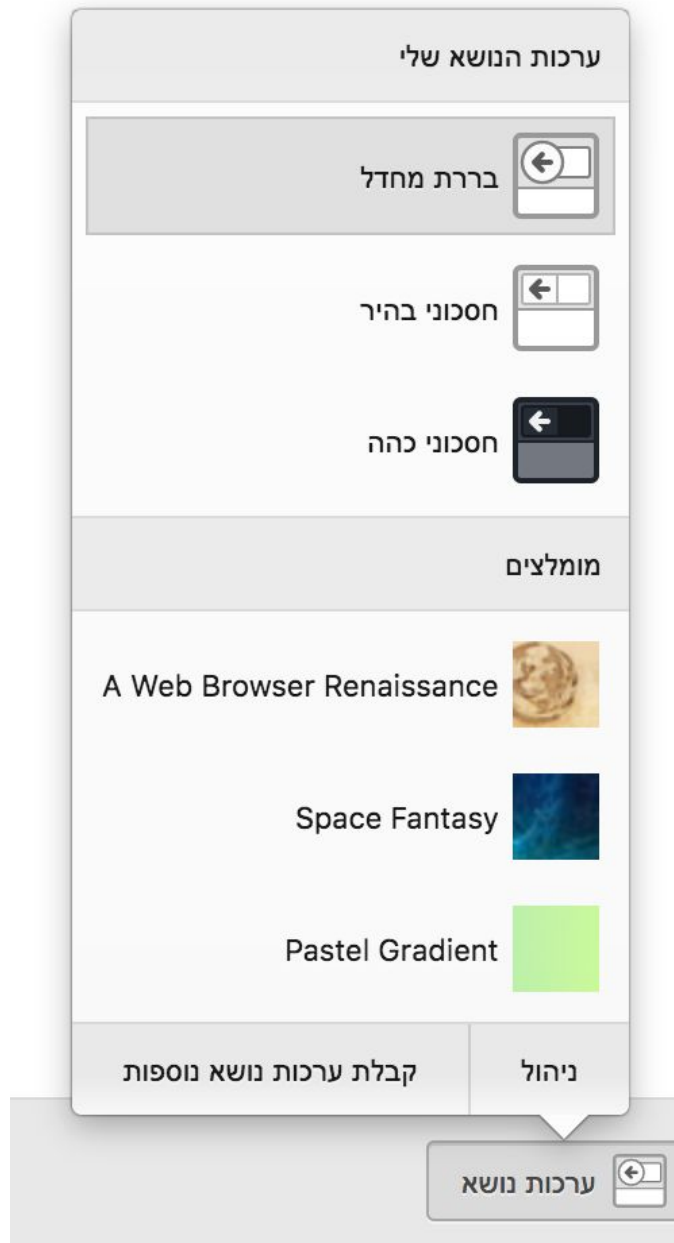 ערכות הנושא שלי
בררת מחדל
חסכוני בהיר
חסכוני כהה
מומלצים
A Web Browser Renaissance
Space Fantasy
Pastel Gradient
ניהול
קבלת ערכות נושא נוספות
ערכות נושא